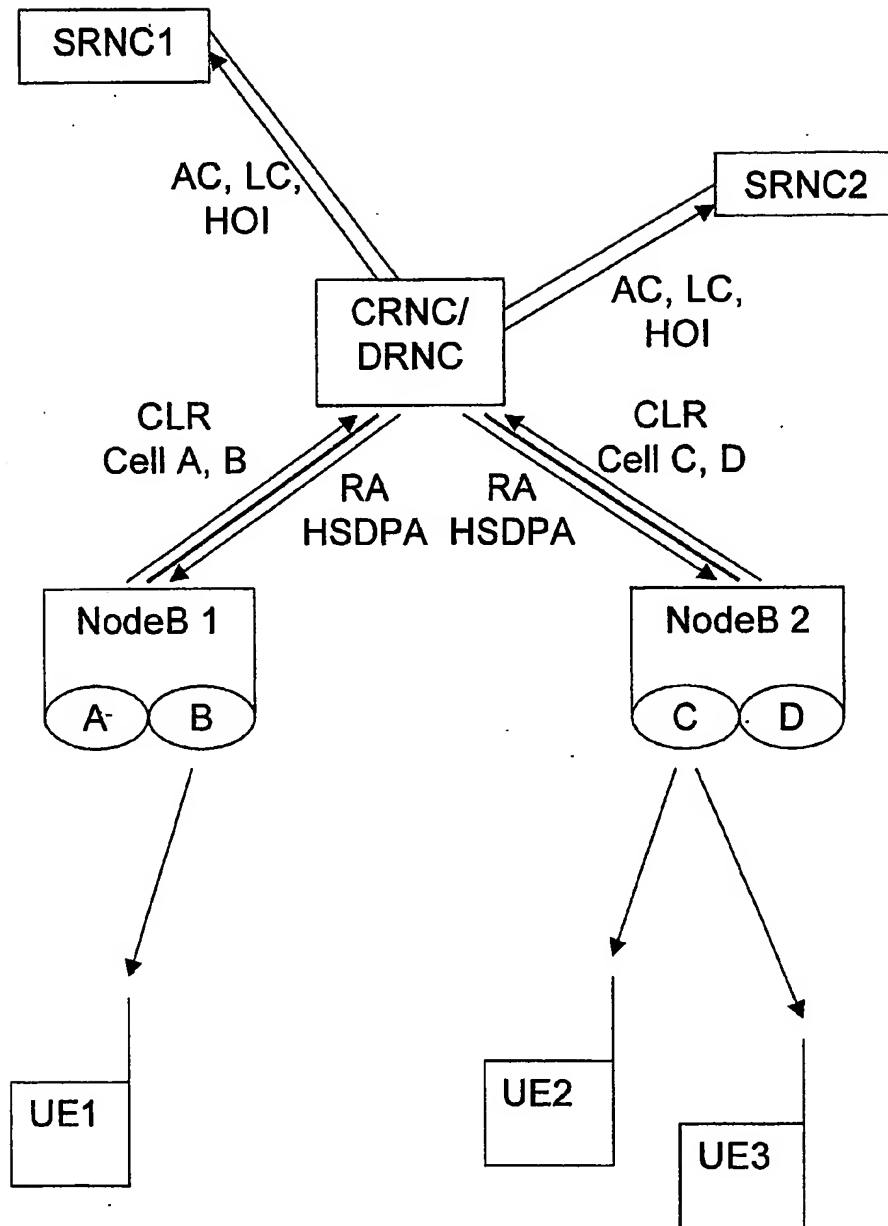 SRNC1
AC, LC,
HOI
SRNC2
AC, LC,
HOI
CRNC/
DRNC
CLR
Cell A, B
CLR
Cell C, D
RA
HSDPA
RA
HSDPA
NodeB 1
A
B
NodeB 2
C
D
UE1
UE2
UE3